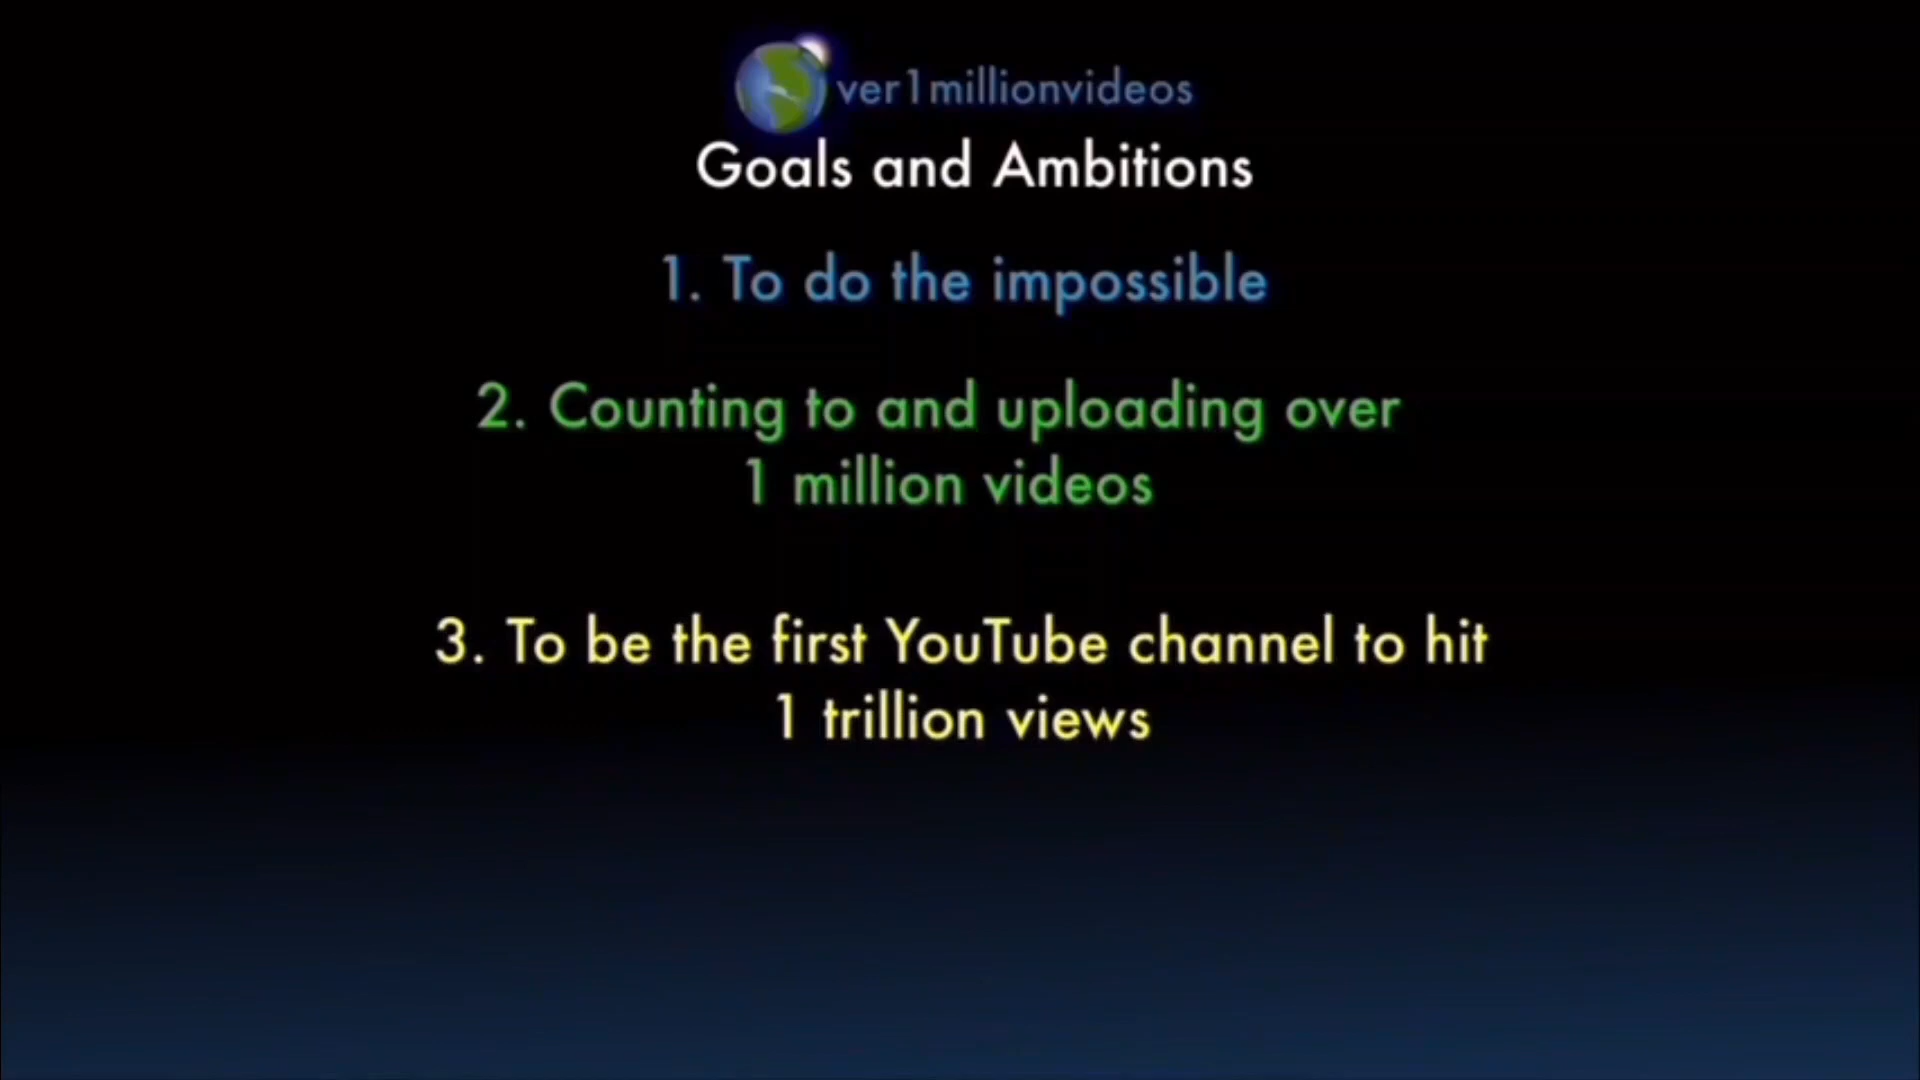 ver1millionvideos
Goals and Ambitions
1. To do the impossible
2. Counting to and uploading over
1 million videos
3. To be the first YouTube channel to hit
1 trillion views